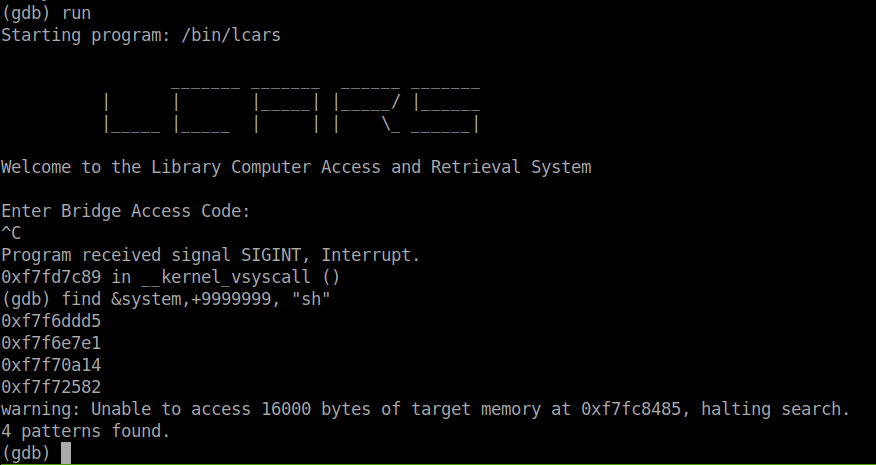 (gdb) run
Starting program: /bin/lcars
                 _______ _______  ______ _______
          |      |       |_____| |_____/ |______
          |_____ |_____  |     | |    \_ ______|
Welcome to the Library Computer Access and Retrieval System
Enter Bridge Access Code:
^C
Program received signal SIGINT, Interrupt.
0xf7fd7c89 in __kernel_vsyscall ()
(gdb) find &system,+9999999, "sh"
0xf7f6ddd5
0xf7f6e7e1
0xf7f70a14
0xf7f72582
warning: Unable to access 16000 bytes of target memory at 0xf7fc8485, halting search.
4 patterns found.
(gdb)